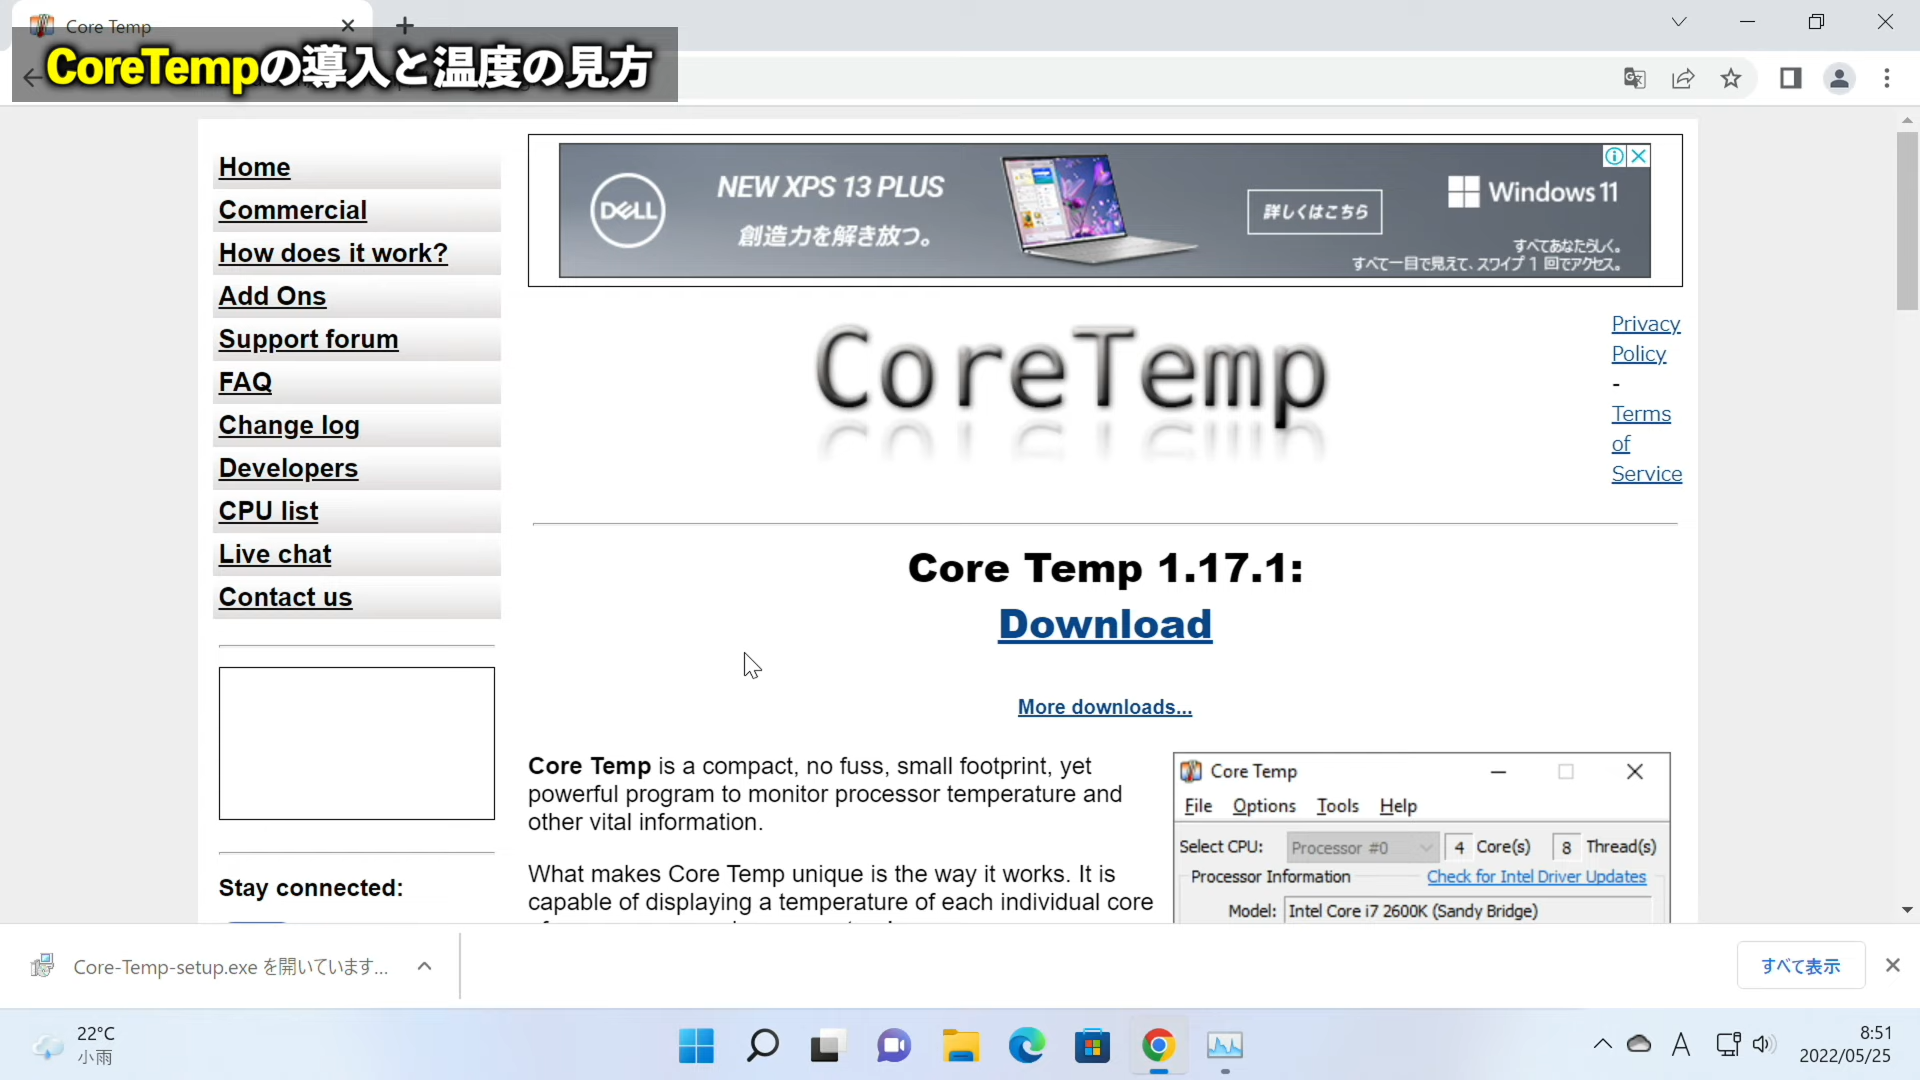 Core Temp
CoreTempの導入と温度の見方
Home
Commercial
How does it work?
Add Ons
Support forum
FAQ
Change log
Developers
CPU list
Live chat
Contact us
Stay connected:
DELL
NEW XPS 13 PLUS
創造力を解き放つ。
詳しくはこちら
Windows 11
すべてあなたらしく。
すべて一目で見えて、スワイプ 1 回でアクセス。
CoreTemp
Privacy
Policy
-
Terms
of
Service
Core Temp 1.17.1:
Download
More downloads...
Core Temp is a compact, no fuss, small footprint, yet
powerful program to monitor processor temperature and
other vital information.
What makes Core Temp unique is the way it works. It is
capable of displaying a temperature of each individual core
Core Temp
File Options Tools Help
Select CPU: Processor #0 4 Core(s) 8 Thread(s)
Processor Information Check for Intel Driver Updates
Model: Intel Core i7 2600K (Sandy Bridge)
Core-Temp-setup.exe を開いています...
すべて表示
22°C
小雨
A
8:51
2022/05/25